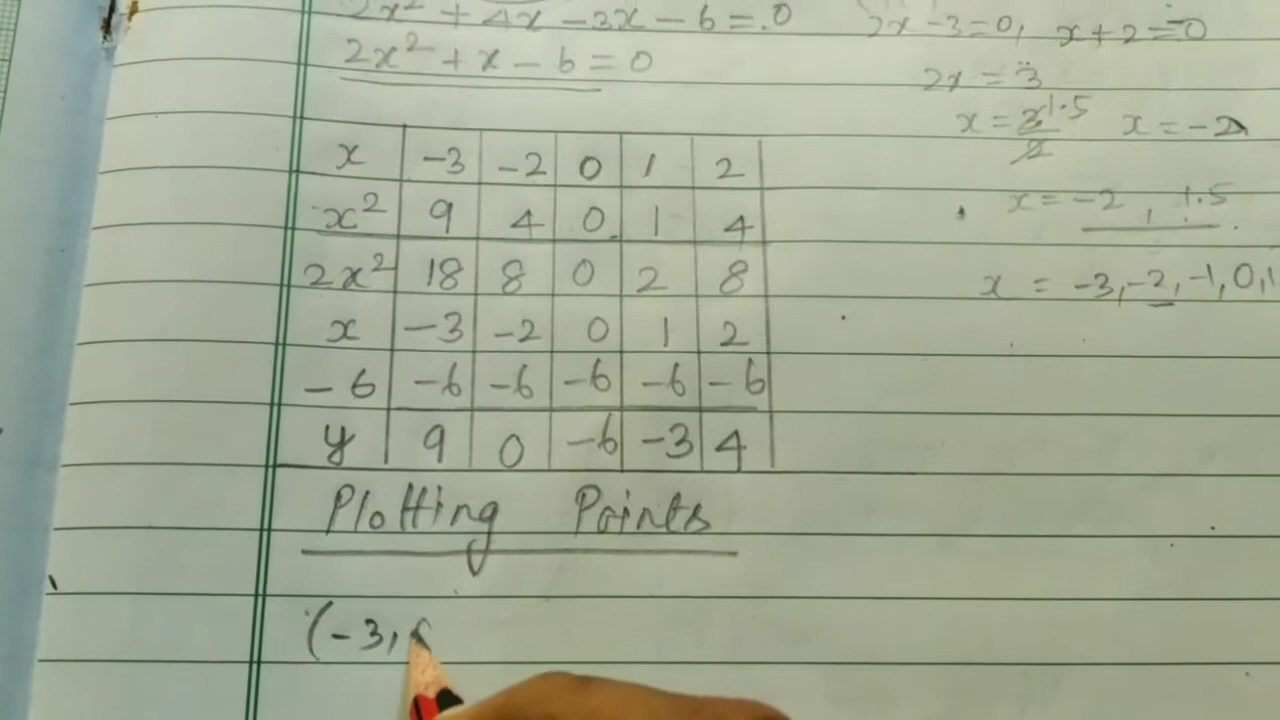 2x² + 4x - 3x - 6 = 0
2x² + x - 6 = 0
2x - 3 = 0, x + 2 = 0
2x = 3
x = 3/2 1.5 x = -2
x = -2, 1.5
x = -3, -2, -1, 0, 1
x -3 -2 0 1 2
x² 9 4 0 1 4
2x² 18 8 0 2 8
x -3 -2 0 1 2
-6 -6 -6 -6 -6 -6
y 9 0 -6 -3 4
Plotting Points
(-3,